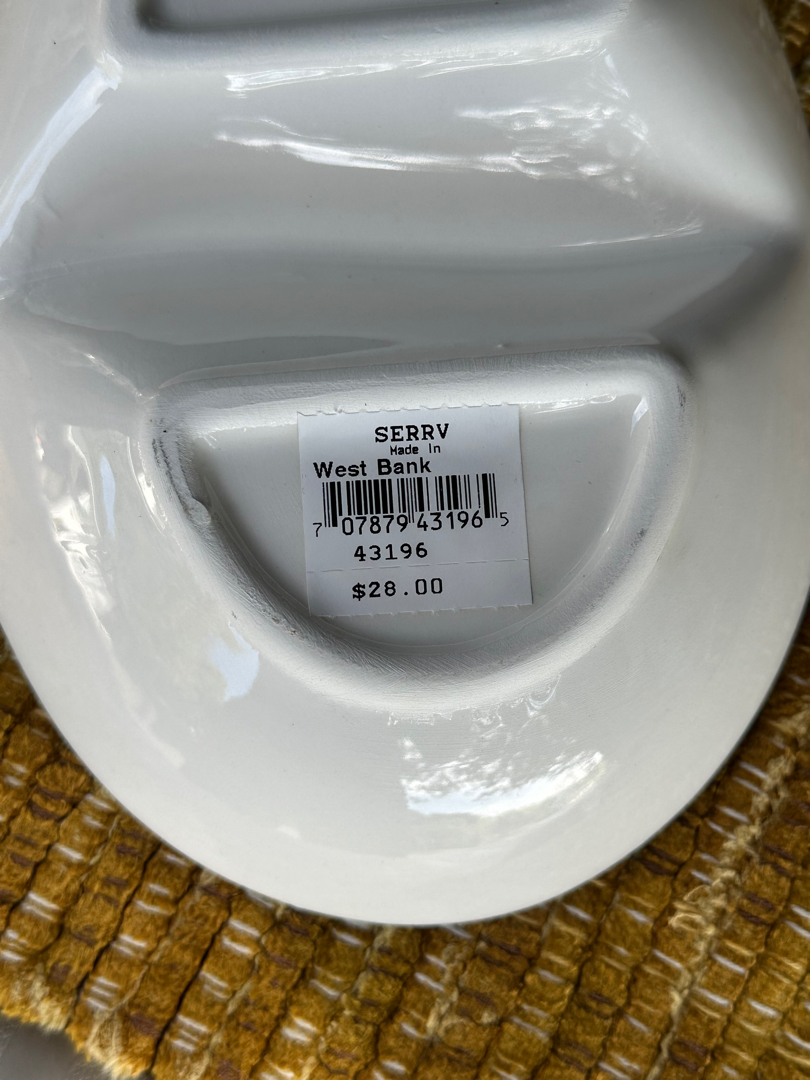 SERRV
Made In
West Bank
7 07879 43196 5
43196
$28.00